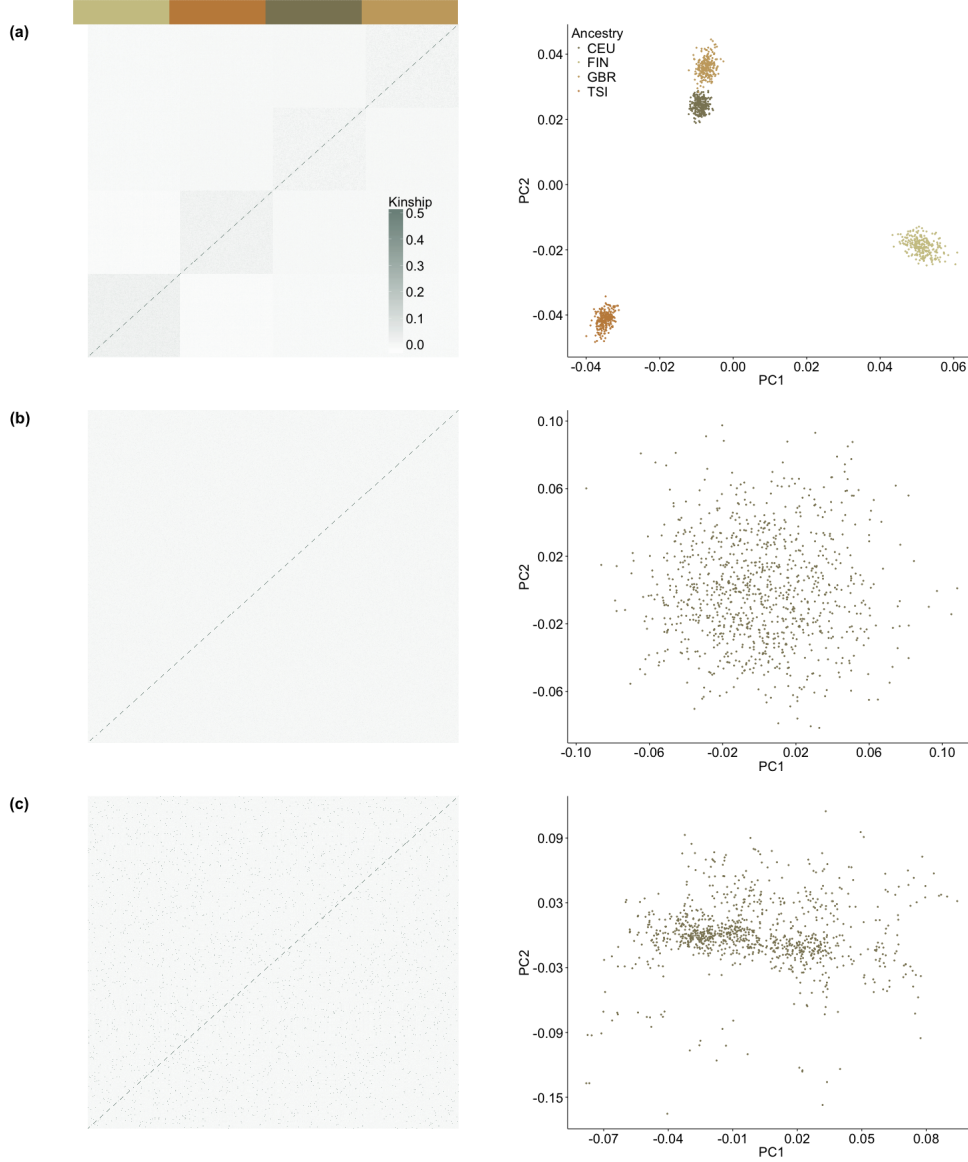 (a)
Kinship
0.5
0.4
0.3
0.2
0.1
0.0
Ancestry
CEU
FIN
GBR
TSI
0.04
0.02
0.00
-0.02
-0.04
PC2
-0.04 -0.02 0.00 0.02 0.04 0.06
PC1
(b)
0.10
0.06
0.02
-0.02
-0.06
PC2
-0.10 -0.06 -0.02 0.02 0.06 0.10
PC1
(c)
0.09
0.03
-0.03
-0.09
-0.15
PC2
-0.07 -0.04 -0.01 0.02 0.05 0.08
PC1